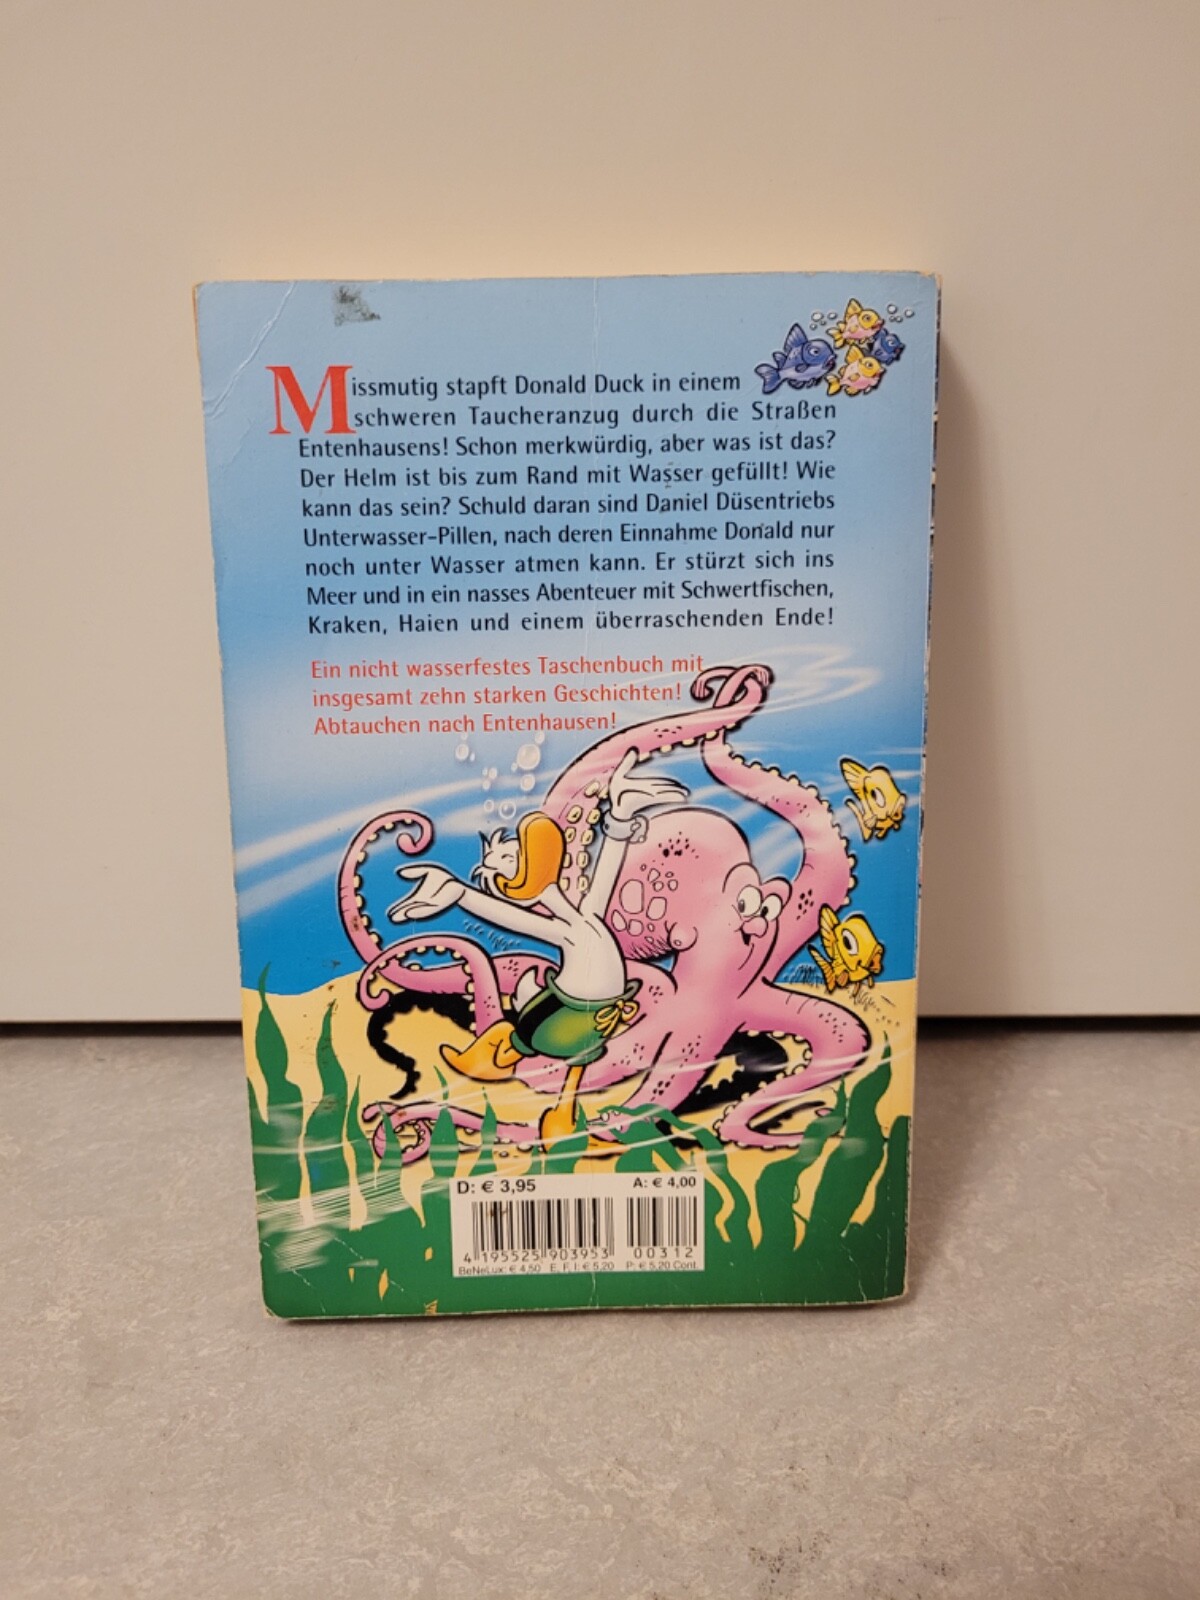 Missmutig stapft Donald Duck in einem
schweren Taucheranzug durch die Straßen
Entenhausens! Schon merkwürdig, aber was ist das?
Der Helm ist bis zum Rand mit Wasser gefüllt! Wie
kann das sein? Schuld daran sind Daniel Düsentriebs
Unterwasser-Pillen, nach deren Einnahme Donald nur
noch unter Wasser atmen kann. Er stürzt sich ins
Meer und in ein nasses Abenteuer mit Schwertfischen,
Kraken, Haien und einem überraschenden Ende!
Ein nicht wasserfestes Taschenbuch mit
insgesamt zehn starken Geschichten!
Abtauchen nach Entenhausen!
D: € 3,95 A: € 4,00
4 195525 903953 00312
BeNeLux: € 4,50 E, F, I: € 5,20 P: € 5,20 Cont.